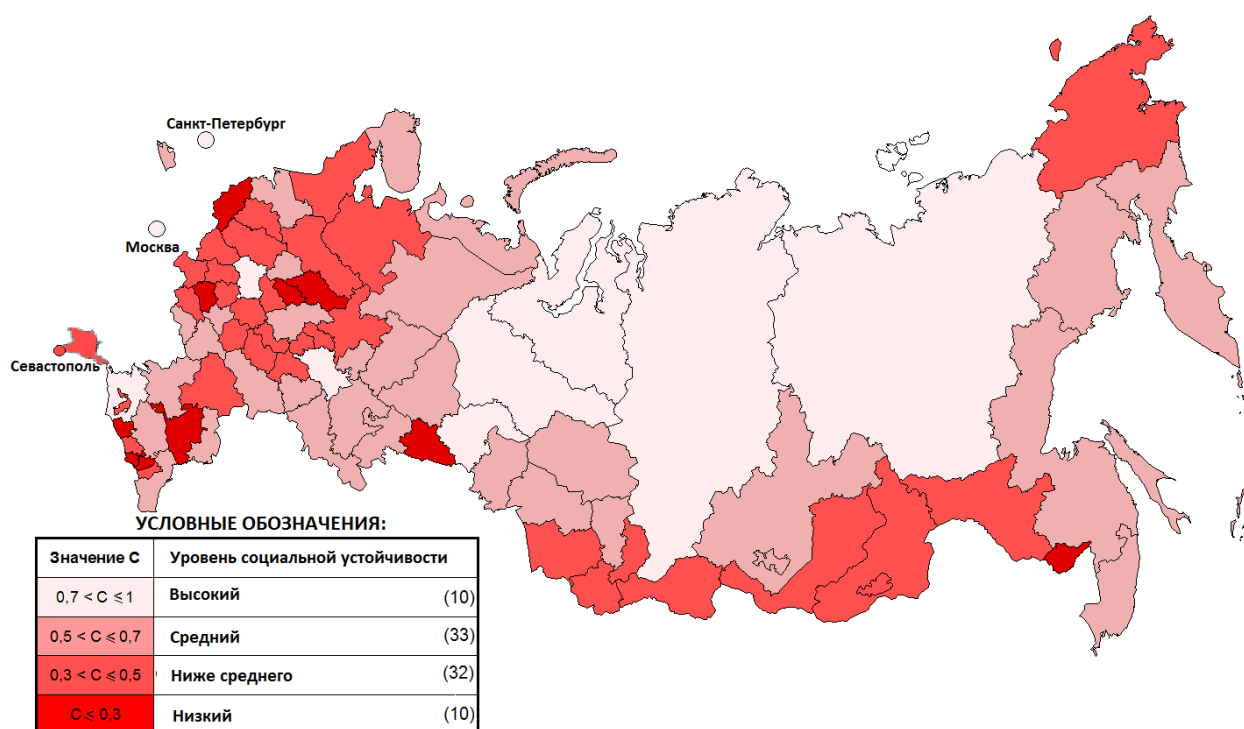 Санкт-Петербург
Москва
Севастополь
УСЛОВНЫЕ ОБОЗНАЧЕНИЯ:
Значение С Уровень социальной устойчивости
0,7 < C ⩽ 1 Высокий (10)
0,5 < C ⩽ 0,7 Средний (33)
0,3 < C ⩽ 0,5 Ниже среднего (32)
C ⩽ 0,3 Низкий (10)